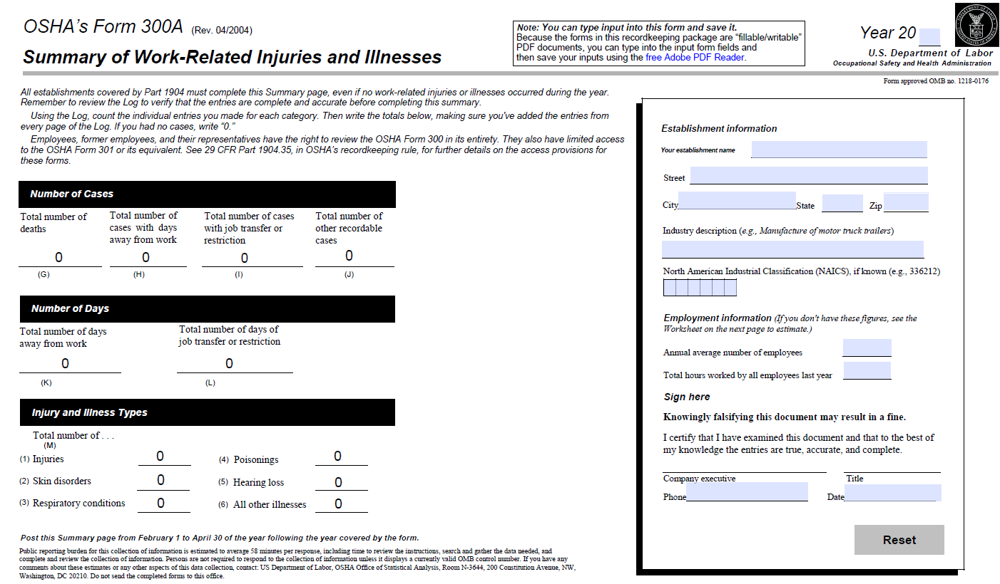 OSHA's Form 300A (Rev. 04/2004)
Summary of Work-Related Injuries and Illnesses
Note: You can type input into this form and save it.
Because the forms in this recordkeeping package are “fillable/writable”
PDF documents, you can type into the input form fields and
then save your inputs using the free Adobe PDF Reader.
Year 20
U.S. Department of Labor
Occupational Safety and Health Administration
Form approved OMB no. 1218-0176
All establishments covered by Part 1904 must complete this Summary page, even if no work-related injuries or illnesses occurred during the year.
Remember to review the Log to verify that the entries are complete and accurate before completing this summary.
Using the Log, count the individual entries you made for each category. Then write the totals below, making sure you've added the entries from
every page of the Log. If you had no cases, write “0.”
Employees, former employees, and their representatives have the right to review the OSHA Form 300 in its entirety. They also have limited access
to the OSHA Form 301 or its equivalent. See 29 CFR Part 1904.35, in OSHA's recordkeeping rule, for further details on the access provisions for
these forms.
Number of Cases
Total number of
deaths
0
(G)
Total number of
cases with days
away from work
0
(H)
Total number of cases
with job transfer or
restriction
0
(I)
Total number of
other recordable
cases
0
(J)
Number of Days
Total number of days
away from work
0
(K)
Total number of days of
job transfer or restriction
0
(L)
Injury and Illness Types
Total number of . . .
(M)
(1) Injuries 0
(2) Skin disorders 0
(3) Respiratory conditions 0
(4) Poisonings 0
(5) Hearing loss 0
(6) All other illnesses 0
Post this Summary page from February 1 to April 30 of the year following the year covered by the form.
Public reporting burden for this collection of information is estimated to average 58 minutes per response, including time to review the instructions, search and gather the data needed, and
complete and review the collection of information. Persons are not required to respond to the collection of information unless it displays a currently valid OMB control number. If you have any
comments about these estimates or any other aspects of this data collection, contact: US Department of Labor, OSHA Office of Statistical Analysis, Room N-3644, 200 Constitution Avenue, NW,
Washington, DC 20210. Do not send the completed forms to this office.
Establishment information
Your establishment name
Street
City State Zip
Industry description (e.g., Manufacture of motor truck trailers)
North American Industrial Classification (NAICS), if known (e.g., 336212)
Employment information (If you don't have these figures, see the
Worksheet on the next page to estimate.)
Annual average number of employees
Total hours worked by all employees last year
Sign here
Knowingly falsifying this document may result in a fine.
I certify that I have examined this document and that to the best of
my knowledge the entries are true, accurate, and complete.
Company executive Title
Phone Date
Reset